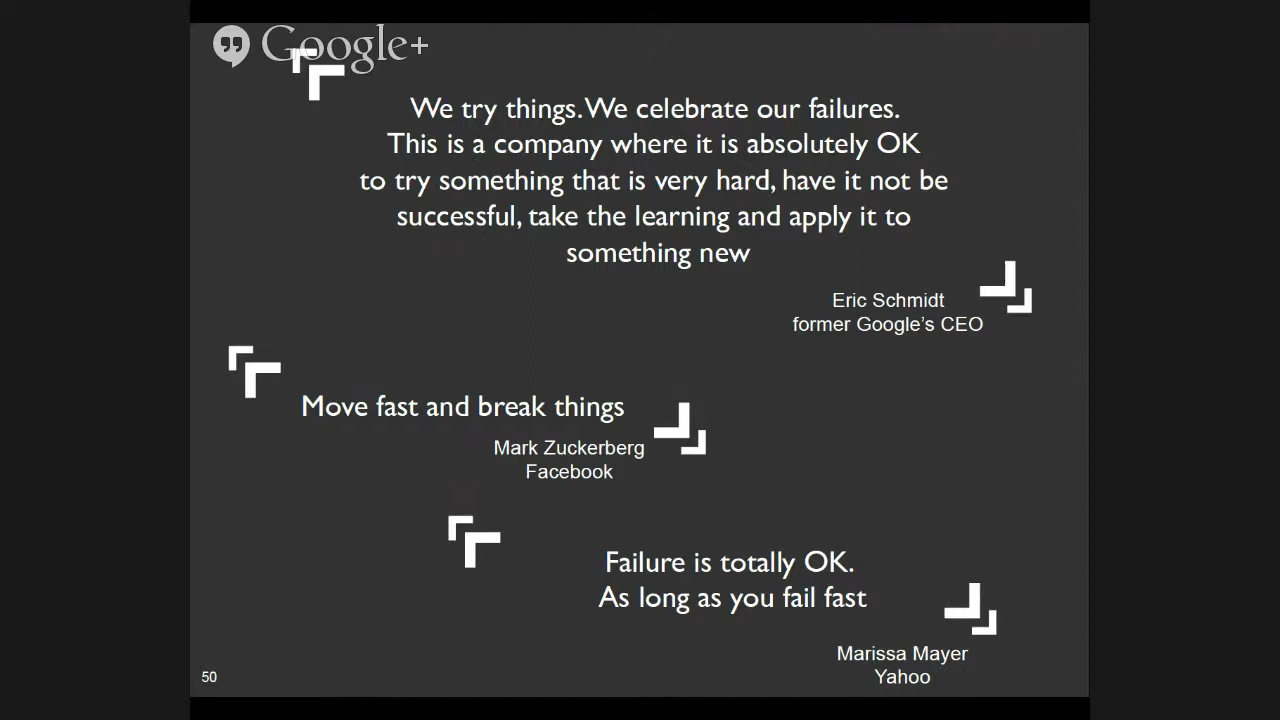 Google+
We try things. We celebrate our failures.
This is a company where it is absolutely OK
to try something that is very hard, have it not be
successful, take the learning and apply it to
something new
Eric Schmidt
former Google’s CEO
Move fast and break things
Mark Zuckerberg
Facebook
Failure is totally OK.
As long as you fail fast
Marissa Mayer
Yahoo
50